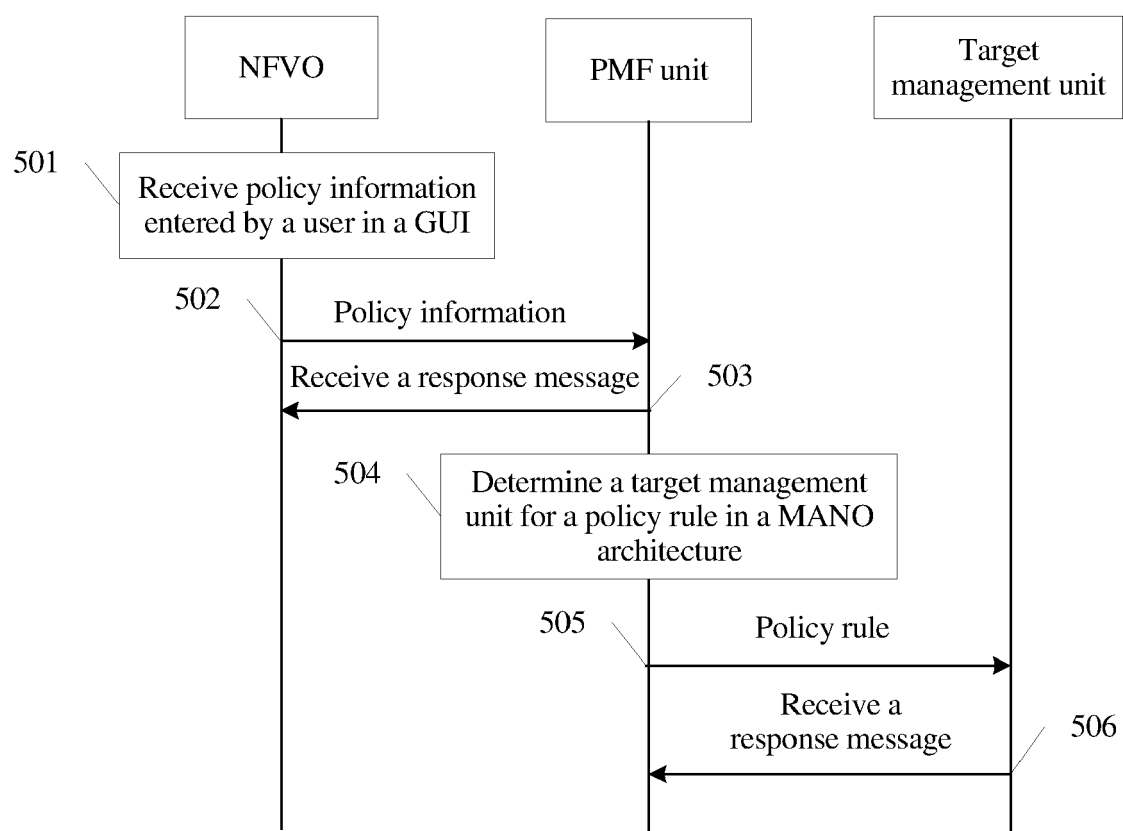 NFVO
PMF unit
Target
management unit
501
Receive policy information
entered by a user in a GUI
502
Policy information
Receive a response message
503
504
Determine a target management
unit for a policy rule in a MANO
architecture
505
Policy rule
Receive a
response message
506